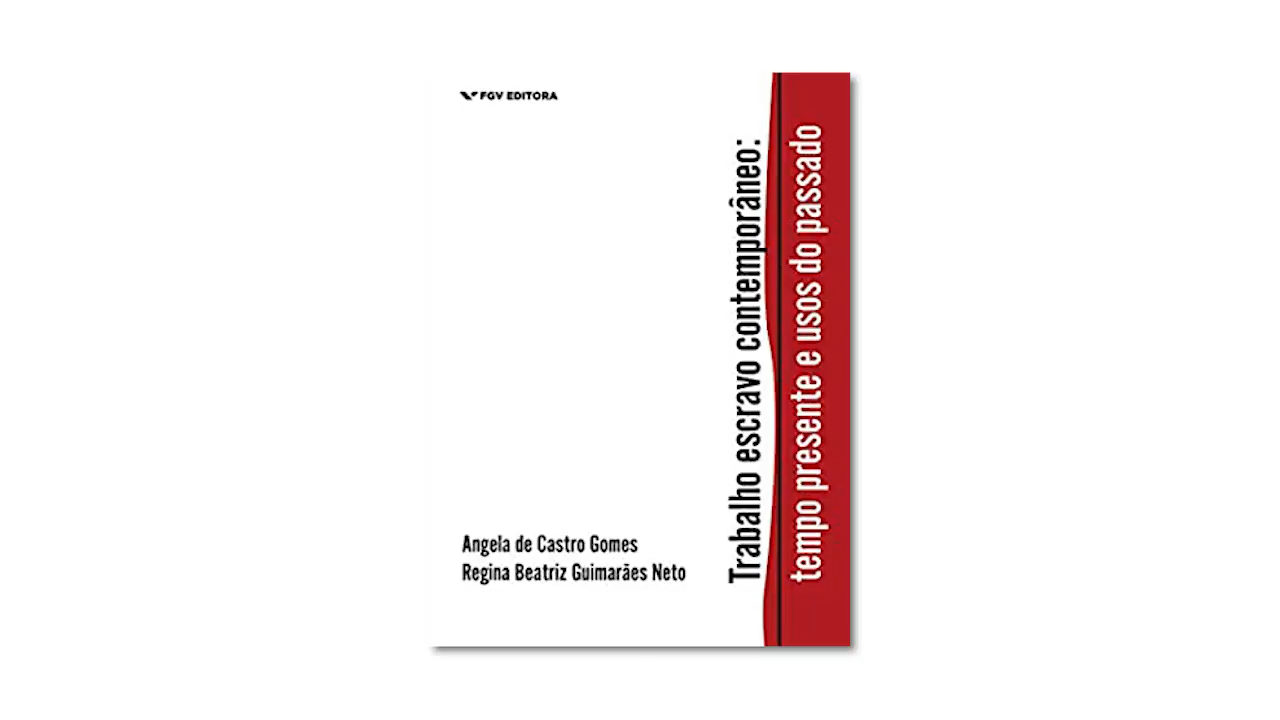 FGV EDITORA
Trabalho escravo contemporâneo:
tempo presente e usos do passado
Angela de Castro Gomes
Regina Beatriz Guimarães Neto